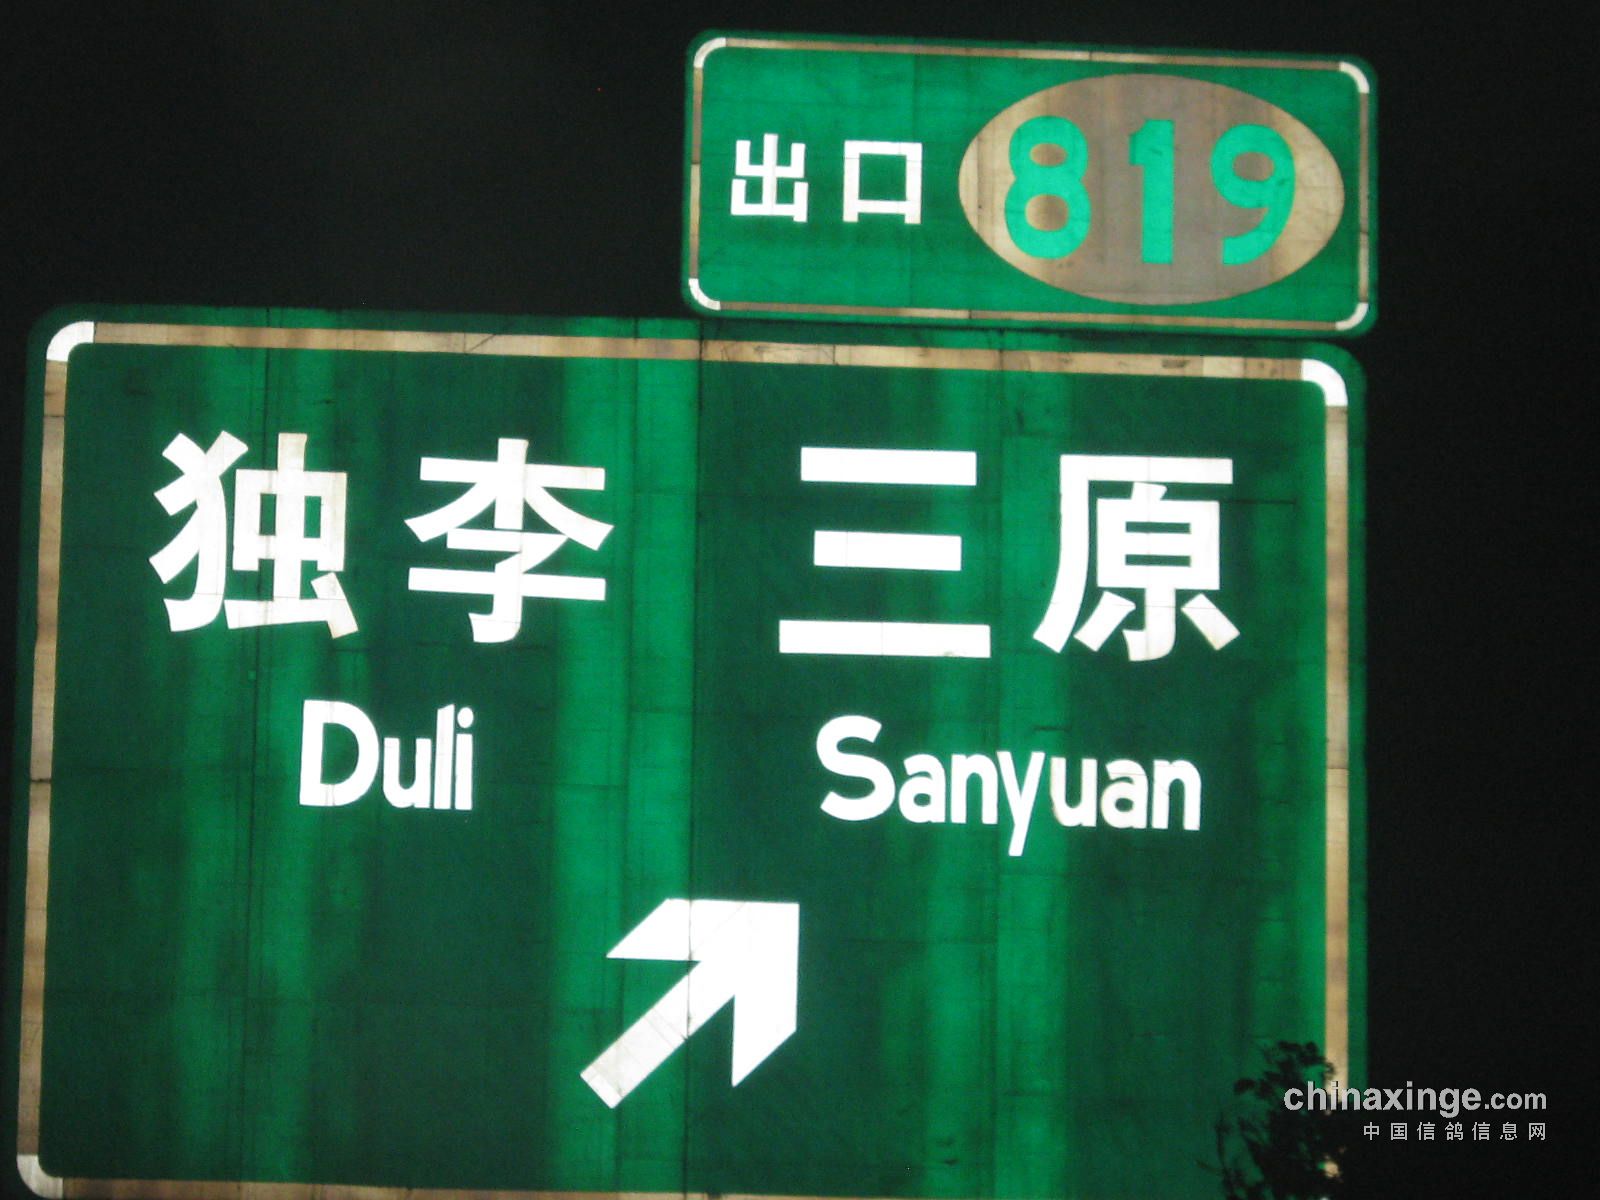 出口 819
独李 三原
Duli Sanyuan
chinaxinge.com
中国信鸽信息网